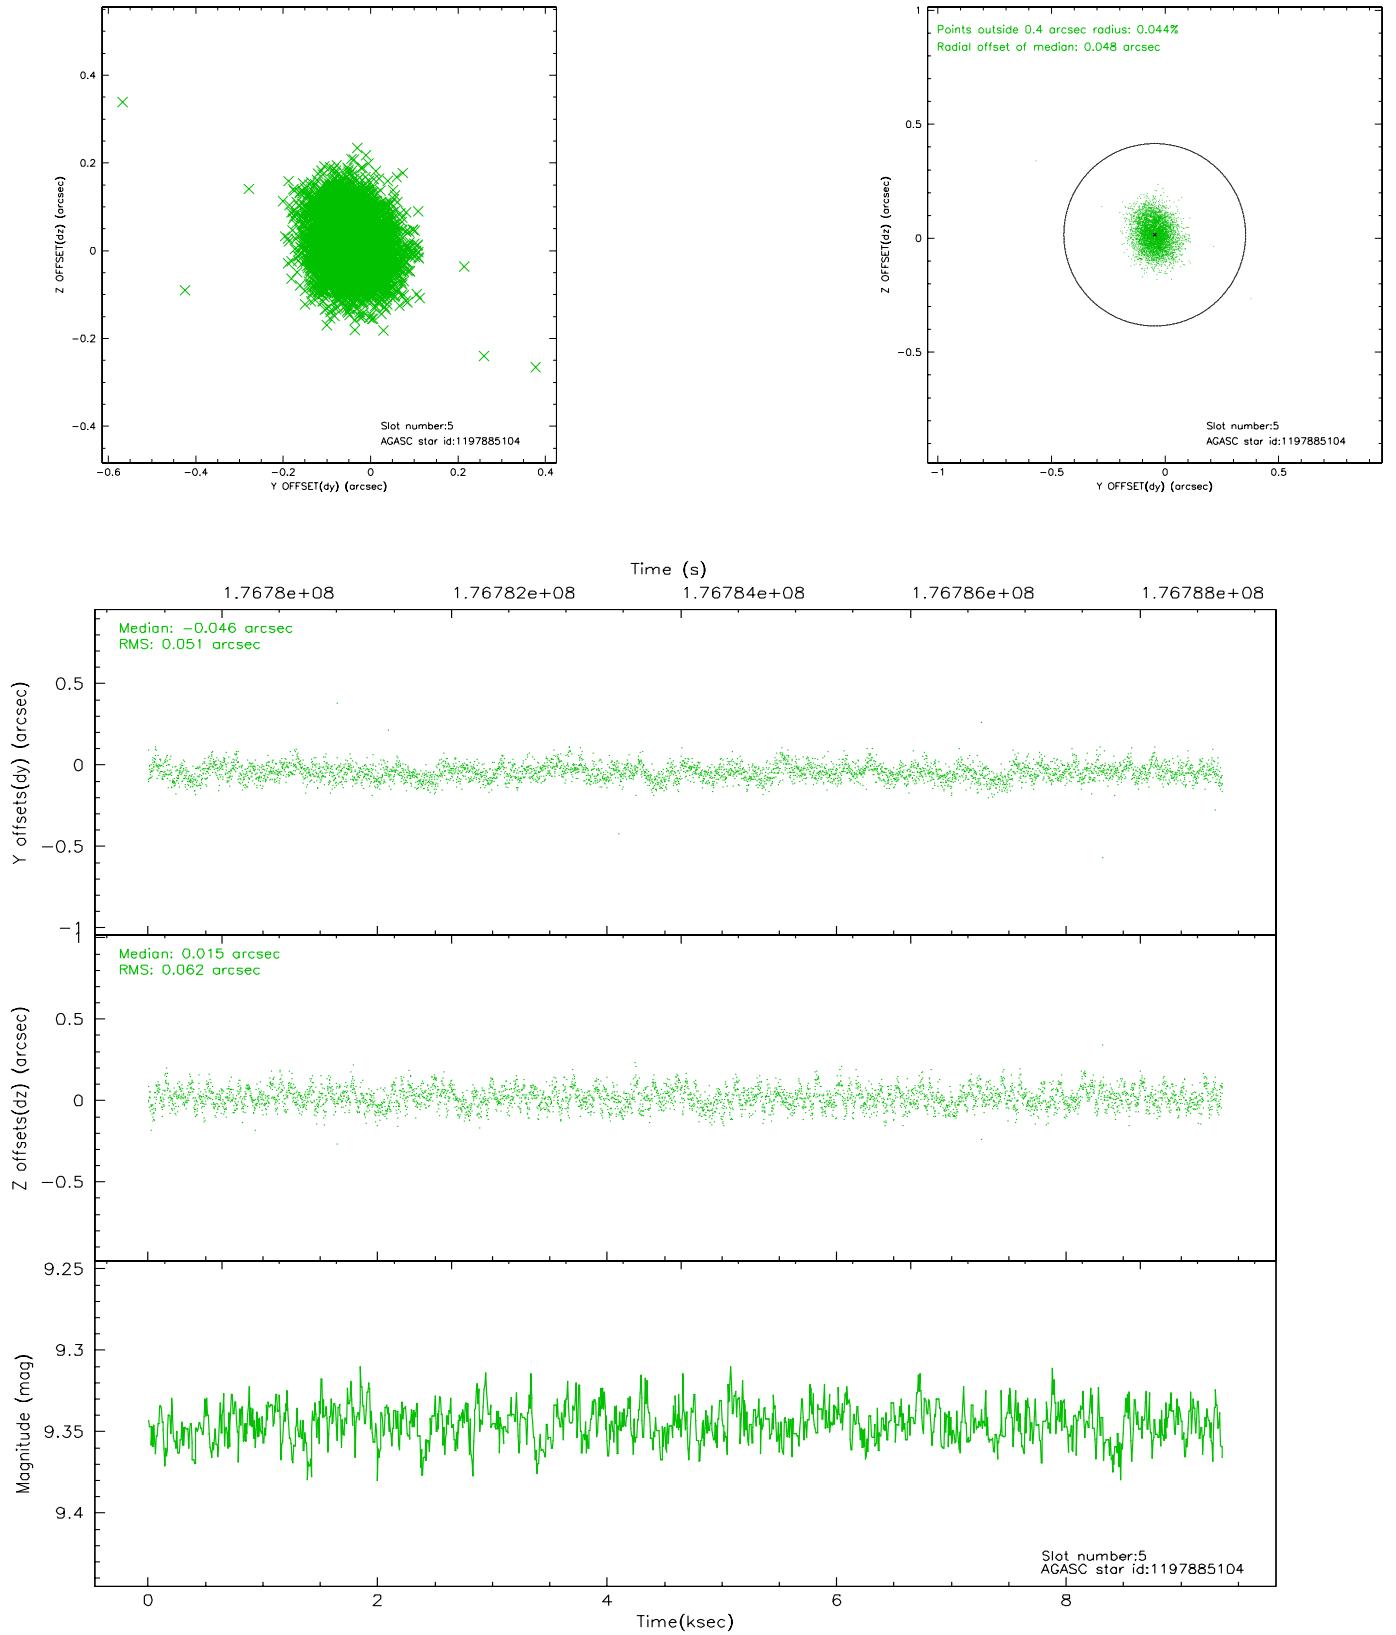 0.4
0.2
0
−0.2
−0.4
−0.6
−0.4
−0.2
0
0.2
0.4
Z OFFSET(dz) (arcsec)
Y OFFSET(dy) (arcsec)
Slot number:5
AGASC star id:1197885104
Points outside 0.4 arcsec radius: 0.044%
Radial offset of median: 0.048 arcsec
1
0.5
0
−0.5
−1
−0.5
0
0.5
Z OFFSET(dz) (arcsec)
Y OFFSET(dy) (arcsec)
Slot number:5
AGASC star id:1197885104
Time (s)
1.7678e+08
1.76782e+08
1.76784e+08
1.76786e+08
1.76788e+08
Median: −0.046 arcsec
RMS: 0.051 arcsec
0.5
0
−0.5
−1
Y offsets(dy) (arcsec)
Median: 0.015 arcsec
RMS: 0.062 arcsec
1
0.5
0
−0.5
Z offsets(dz) (arcsec)
9.25
9.3
9.35
9.4
Magnitude (mag)
Slot number:5
AGASC star id:1197885104
0
2
4
6
8
Time(ksec)